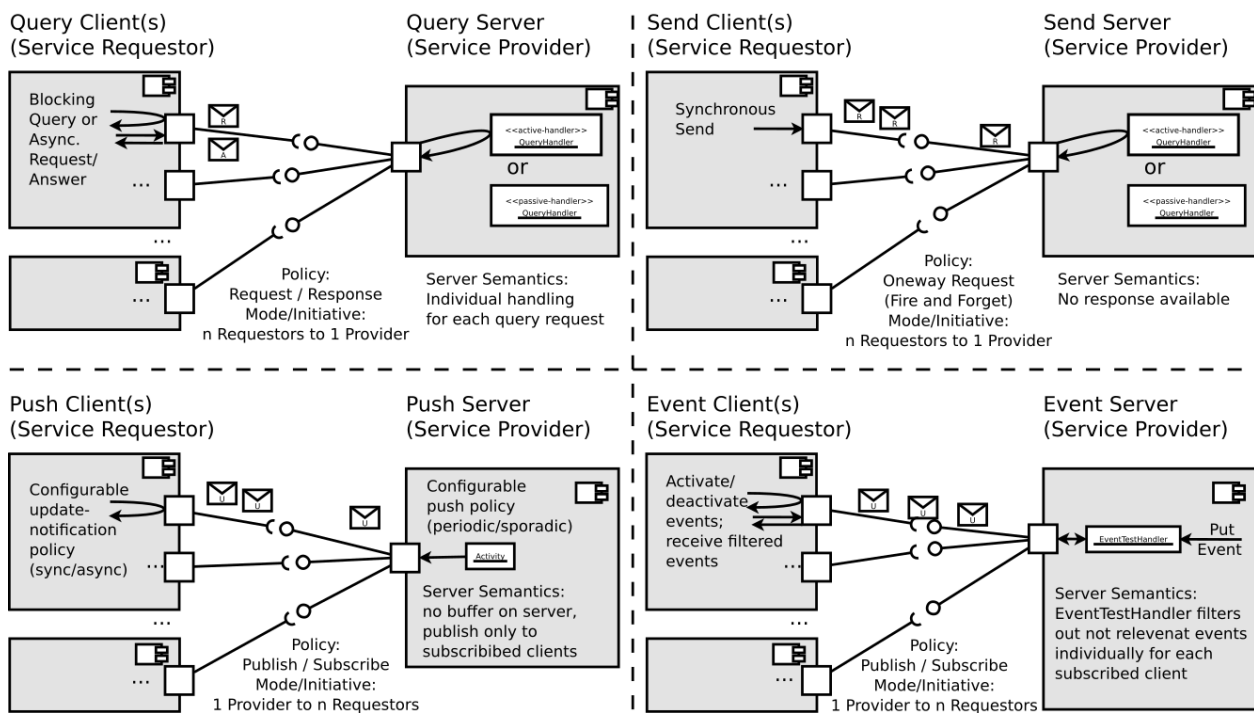 Query Client(s)
(Service Requestor)
Query Server
(Service Provider)
Blocking
Query or
Async.
Request/
Answer
...
R
A
<<active-handler>>
QueryHandler
or
<<passive-handler>>
QueryHandler
...
...
Policy:
Request / Response
Mode/Initiative:
n Requestors to 1 Provider
Server Semantics:
Individual handling
for each query request
Send Client(s)
(Service Requestor)
Send Server
(Service Provider)
Synchronous
Send
...
R
R
R
<<active-handler>>
QueryHandler
or
<<passive-handler>>
QueryHandler
...
...
Policy:
Oneway Request
(Fire and Forget)
Mode/Initiative:
n Requestors to 1 Provider
Server Semantics:
No response available
Push Client(s)
(Service Requestor)
Push Server
(Service Provider)
Configurable
update-
notification
policy
(sync/async)
...
U
U
U
Configurable
push policy
(periodic/sporadic)
Activity
Server Semantics:
no buffer on server,
publish only to
subscribibed clients
...
...
Policy:
Publish / Subscribe
Mode/Initiative:
1 Provider to n Requestors
Event Client(s)
(Service Requestor)
Event Server
(Service Provider)
Activate/
deactivate
events;
receive filtered
events
...
U
U
U
EventTestHandler
Put
Event
Server Semantics:
EventTestHandler filters
out not relevenat events
individually for each
subscribed client
...
...
Policy:
Publish / Subscribe
Mode/Initiative:
1 Provider to n Requestors